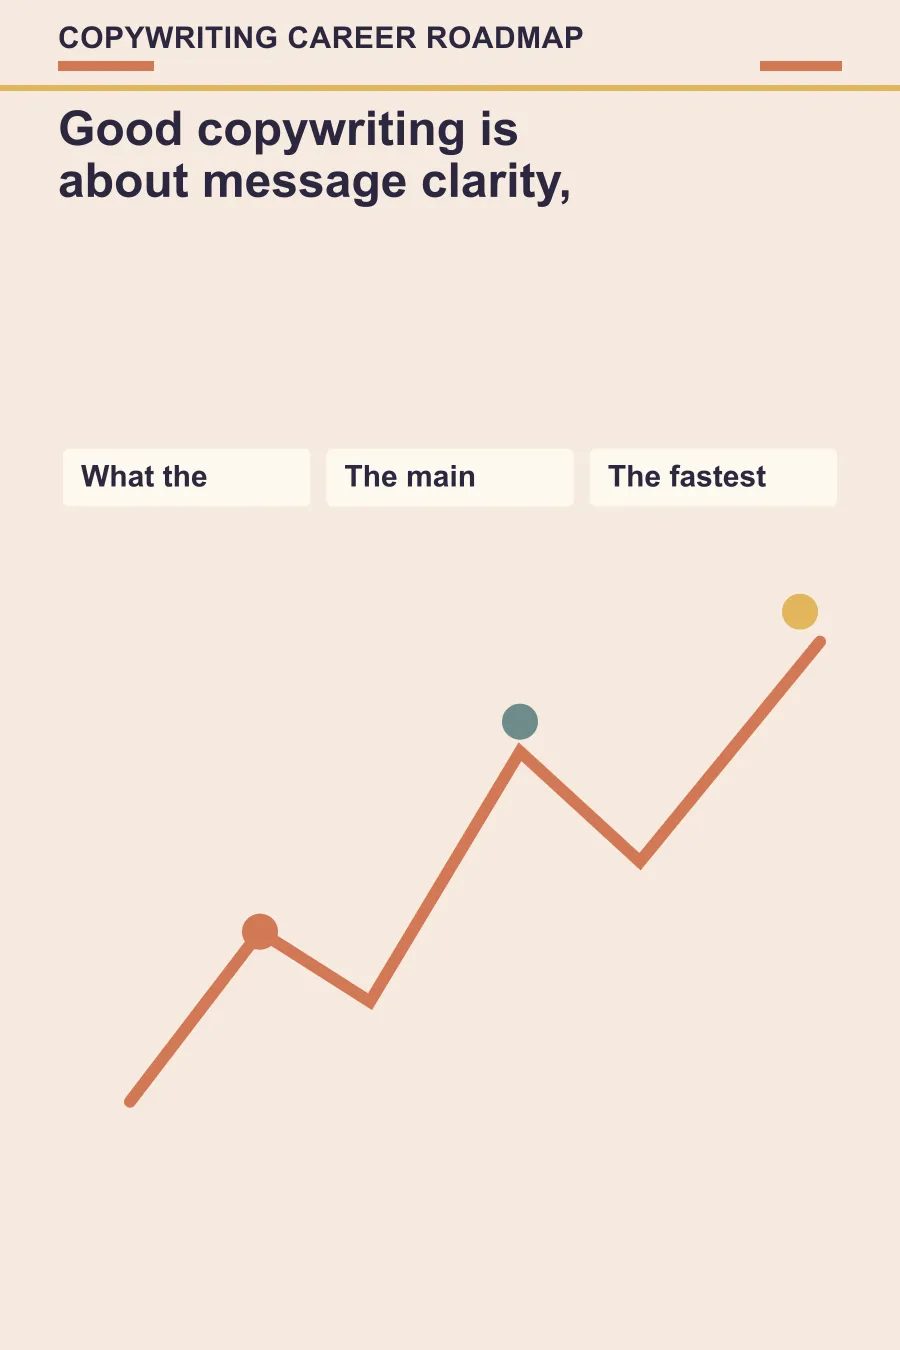 COPYWRITING CAREER ROADMAP
Good copywriting is
about message clarity,
What the
The main
The fastest